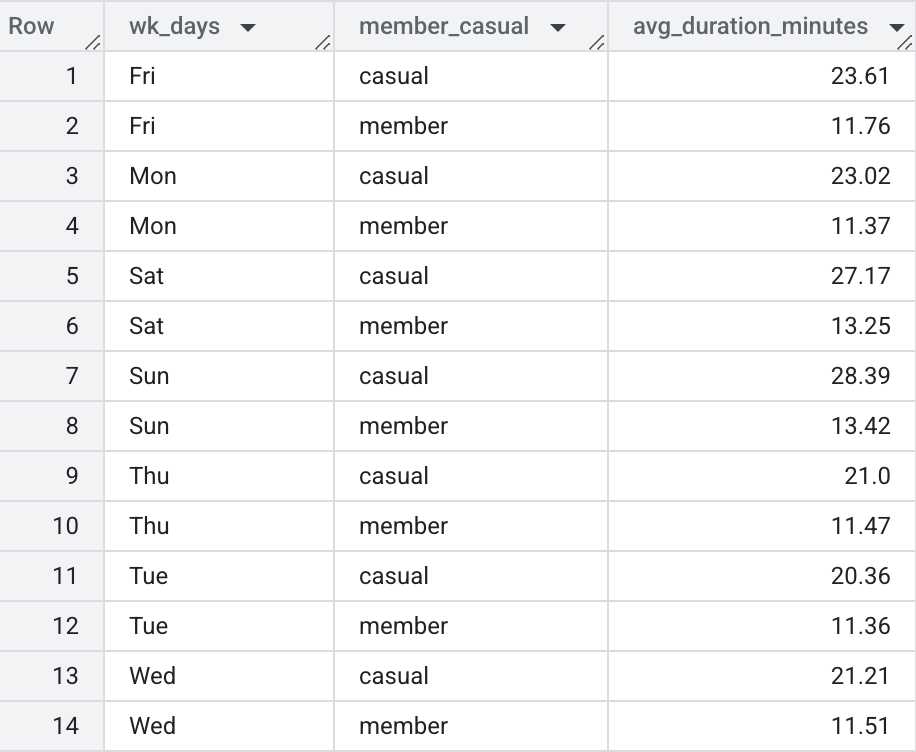 Row wk_days member_casual avg_duration_minutes
1 Fri casual 23.61
2 Fri member 11.76
3 Mon casual 23.02
4 Mon member 11.37
5 Sat casual 27.17
6 Sat member 13.25
7 Sun casual 28.39
8 Sun member 13.42
9 Thu casual 21.0
10 Thu member 11.47
11 Tue casual 20.36
12 Tue member 11.36
13 Wed casual 21.21
14 Wed member 11.51